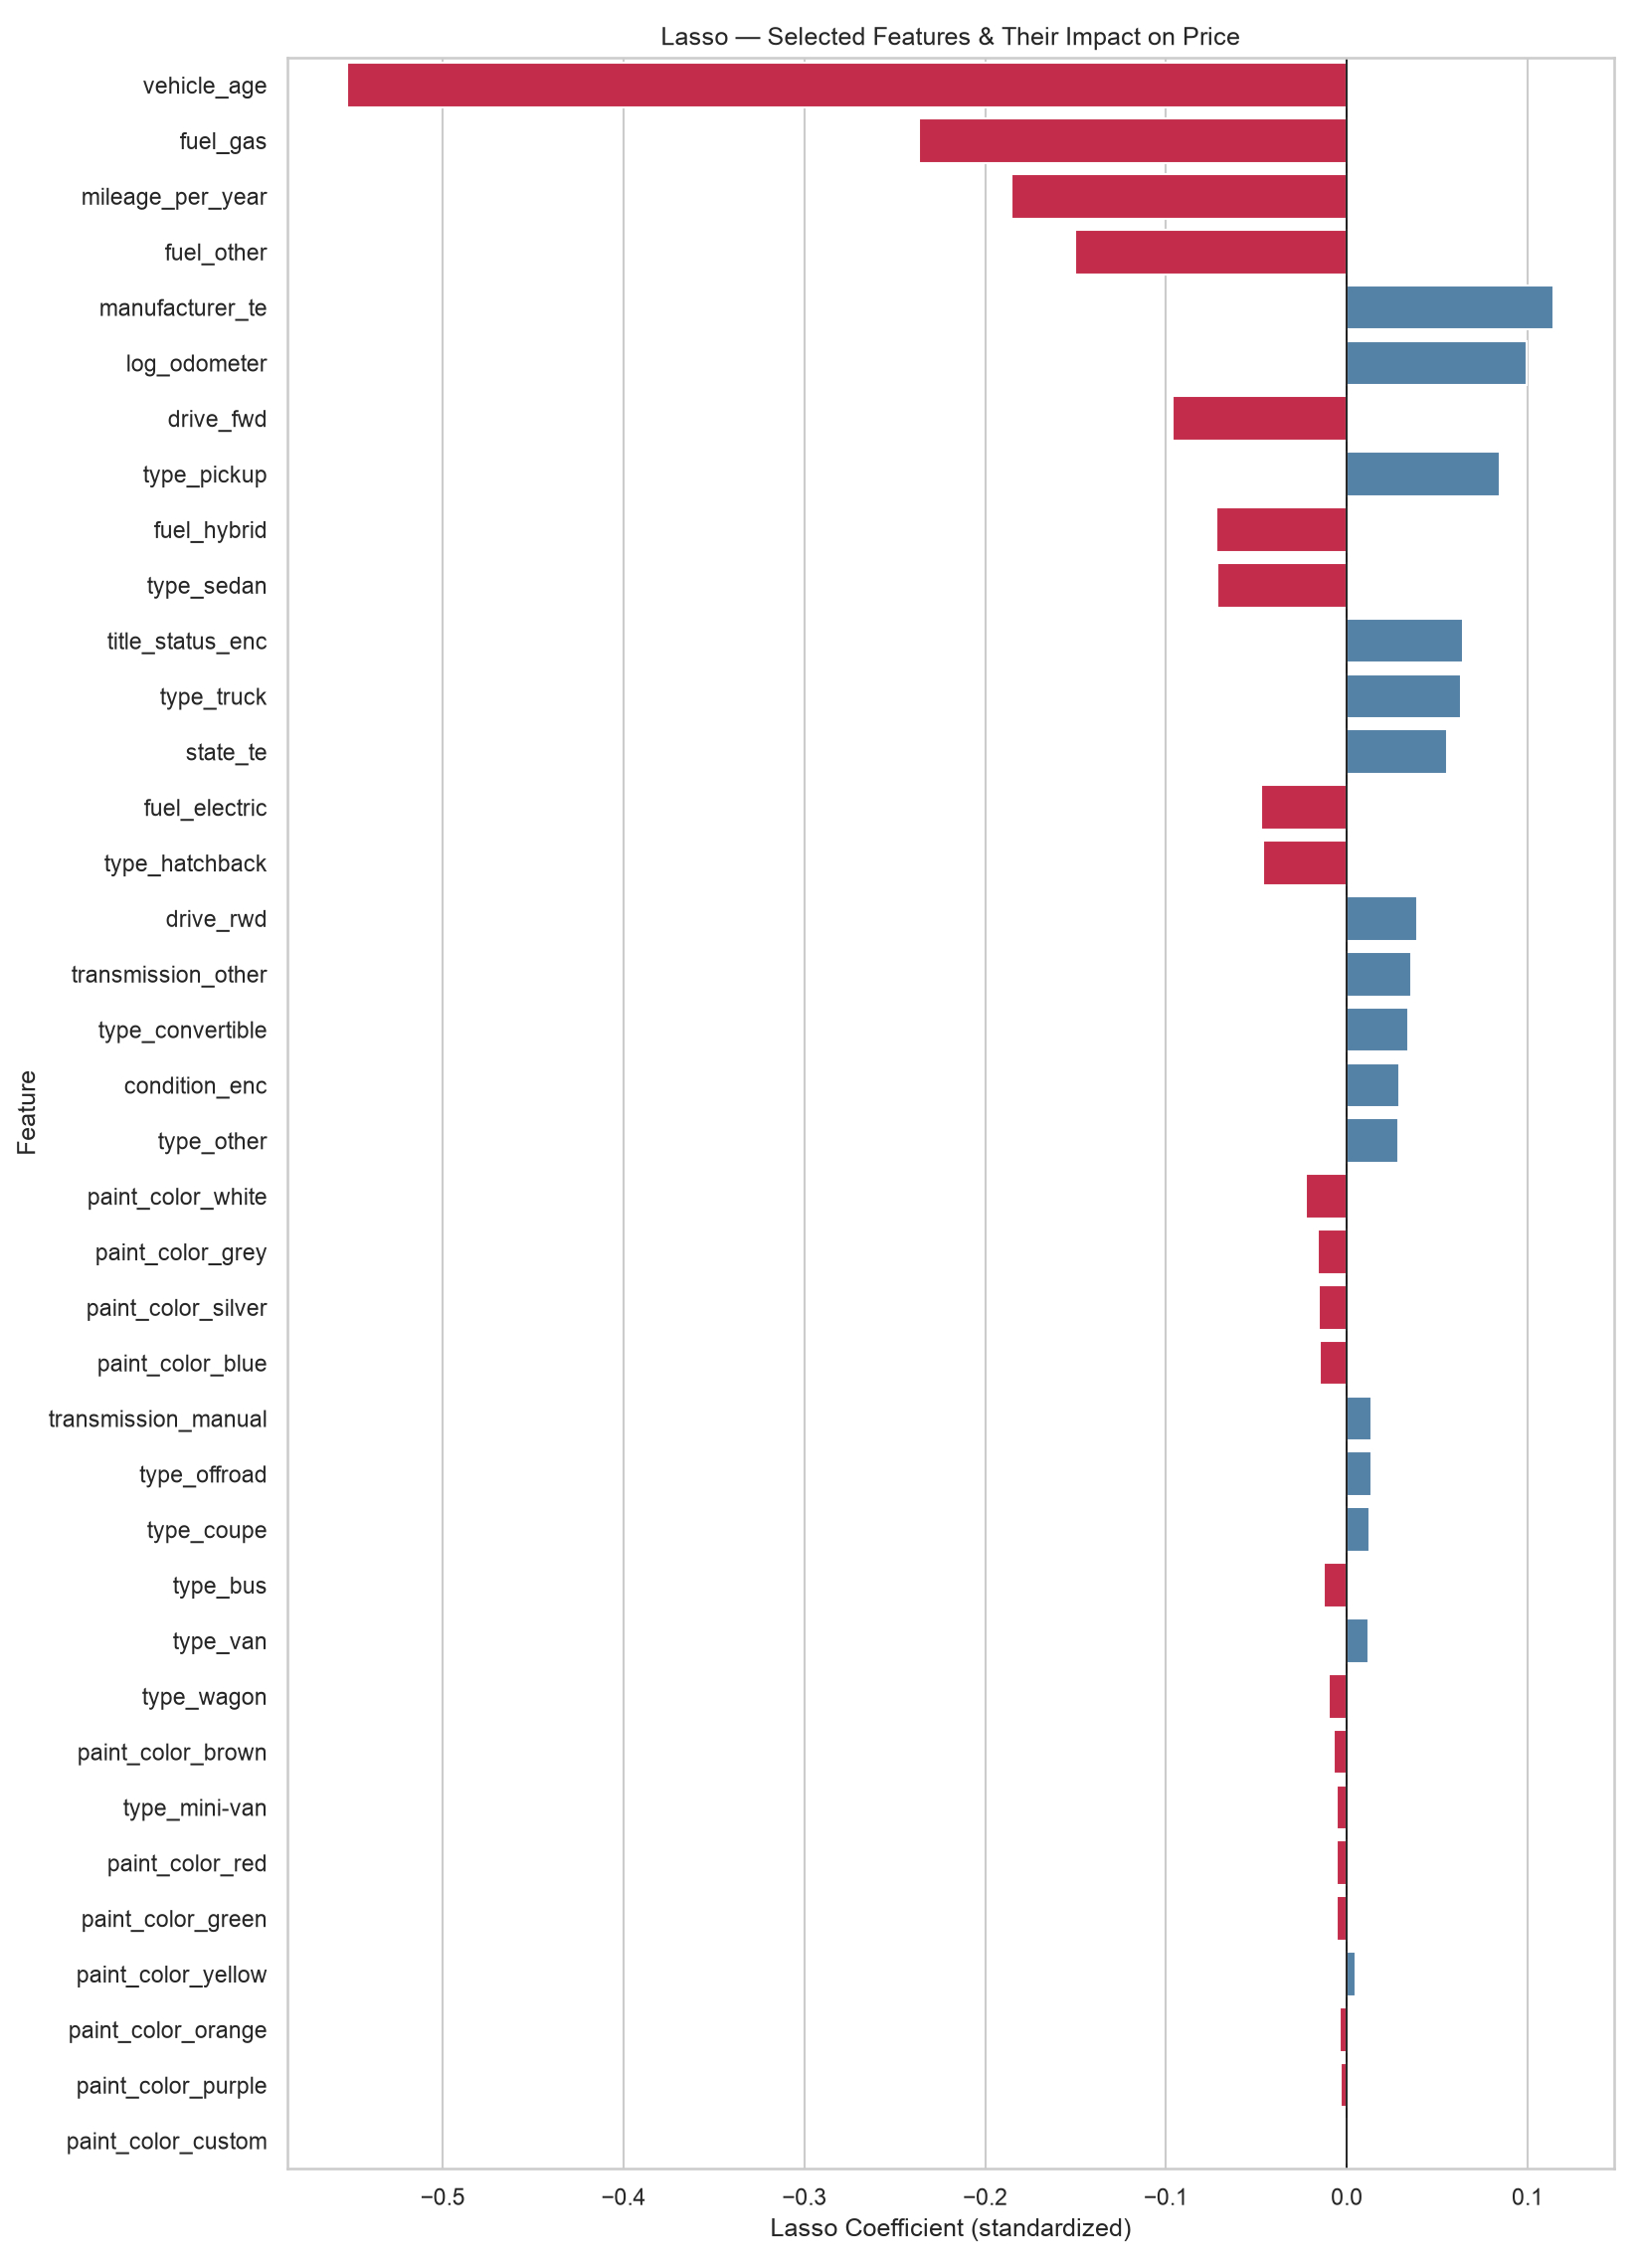 Lasso — Selected Features & Their Impact on Price
vehicle_age
fuel_gas
mileage_per_year
fuel_other
manufacturer_te
log_odometer
drive_fwd
type_pickup
fuel_hybrid
type_sedan
title_status_enc
type_truck
state_te
fuel_electric
type_hatchback
drive_rwd
transmission_other
type_convertible
condition_enc
type_other
paint_color_white
paint_color_grey
paint_color_silver
paint_color_blue
transmission_manual
type_offroad
type_coupe
type_bus
type_van
type_wagon
paint_color_brown
type_mini-van
paint_color_red
paint_color_green
paint_color_yellow
paint_color_orange
paint_color_purple
paint_color_custom
Feature
−0.5 −0.4 −0.3 −0.2 −0.1 0.0 0.1
Lasso Coefficient (standardized)